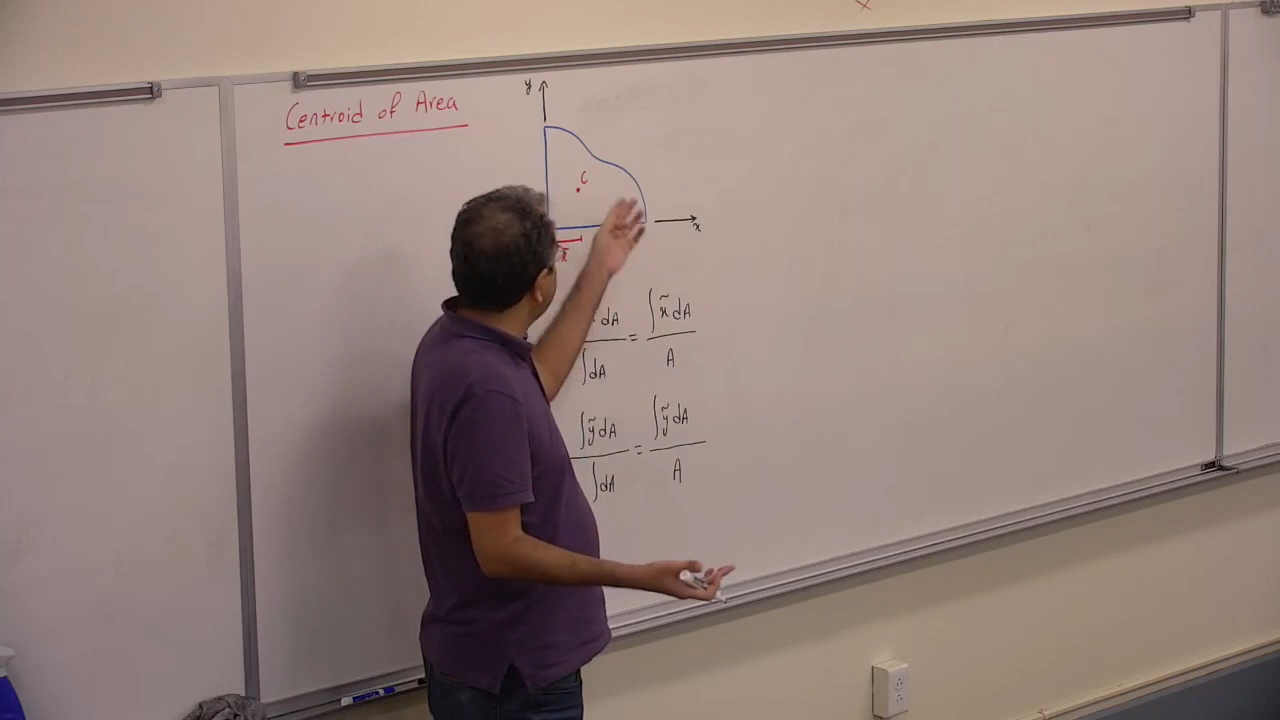 Centroid of Area
y
C
x
x̄
dA = ∫ x̃ dA
∫dA A
∫ỹ dA = ∫ỹ dA
∫dA A